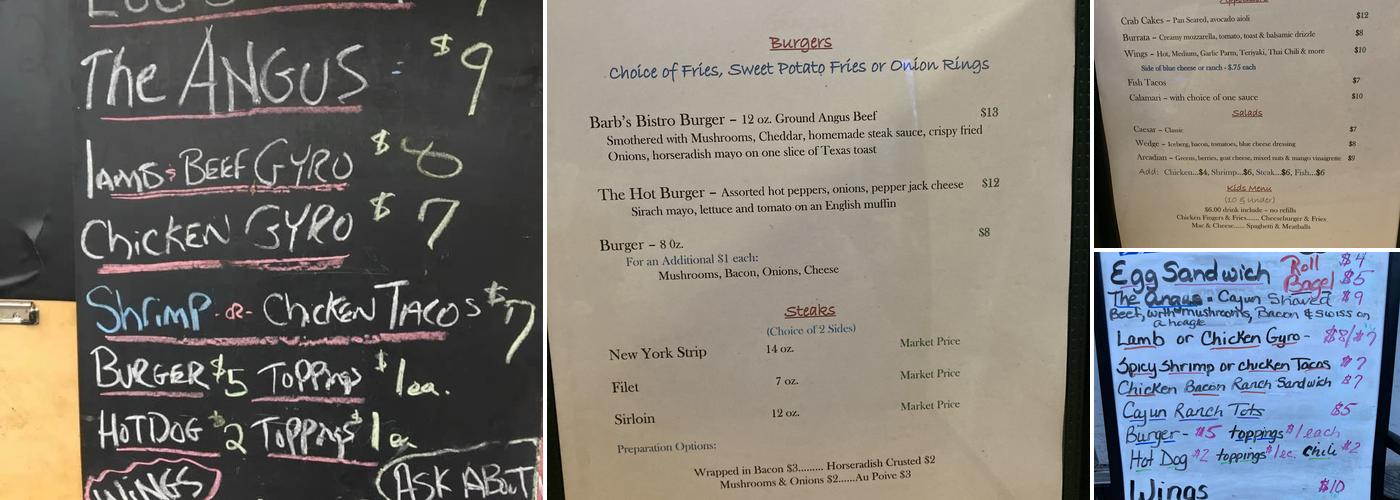 The ANGUS - $9
LAMB & BEEF GYRO $8
CHICKEN GYRO $7
Shrimp -OR- CHICKEN TACOS $7
BURGER $5 TOPPINGS $1 ea.
HOTDOG $2 TOPPINGS $1 ea
WINGS
ASK ABOUT
Burgers
Choice of Fries, Sweet Potato Fries or Onion Rings
Barb's Bistro Burger – 12 oz. Ground Angus Beef $13
Smothered with Mushrooms, Cheddar, homemade steak sauce, crispy fried
Onions, horseradish mayo on one slice of Texas toast
The Hot Burger – Assorted hot peppers, onions, pepper jack cheese $12
Sirach mayo, lettuce and tomato on an English muffin
Burger – 8 0z. $8
For an Additional $1 each:
Mushrooms, Bacon, Onions, Cheese
Steaks
(Choice of 2 Sides)
New York Strip 14 oz. Market Price
Filet 7 oz. Market Price
Sirloin 12 oz. Market Price
Preparation Options:
Wrapped in Bacon $3......... Horseradish Crusted $2
Mushrooms & Onions $2......Au Poive $3
Crab Cakes – Pan Seared, avocado aioli $12
Burrata – Creamy mozzarella, tomato, toast & balsamic drizzle $8
Wings – Hot, Medium, Garlic Parm, Teriyaki, Thai Chili & more $10
Side of blue cheese or ranch - $.75 each
Fish Tacos $7
Calamari – with choice of one sauce $10
Salads
Caesar – Classic $7
Wedge – Iceberg, bacon, tomatoes, blue cheese dressing $8
Arcadian – Greens, berries, goat cheese, mixed nuts & mango vinaigrette $9
Add: Chicken...$4, Shrimp...$6, Steak...$6, Fish...$6
Kids Menu
(10 & Under)
$6.00 drink include – no refills
Chicken Fingers & Fries...... Cheeseburger & Fries
Mac & Cheese...... Spaghetti & Meatballs
Egg Sandwich Roll $4
Bagel $5
The Angus - Cajun Shaved $9
Beef, with mushrooms, Bacon & Swiss on
a hoagie
Lamb or Chicken Gyro - $8/$7
Spicy Shrimp or chicken Tacos $7
Chicken Bacon Ranch Sandwich $7
Cajun Ranch Tots $5
Burger - $5 toppings $1 each
Hot Dog $2 toppings $1 ea. Chili $2
Wings $10